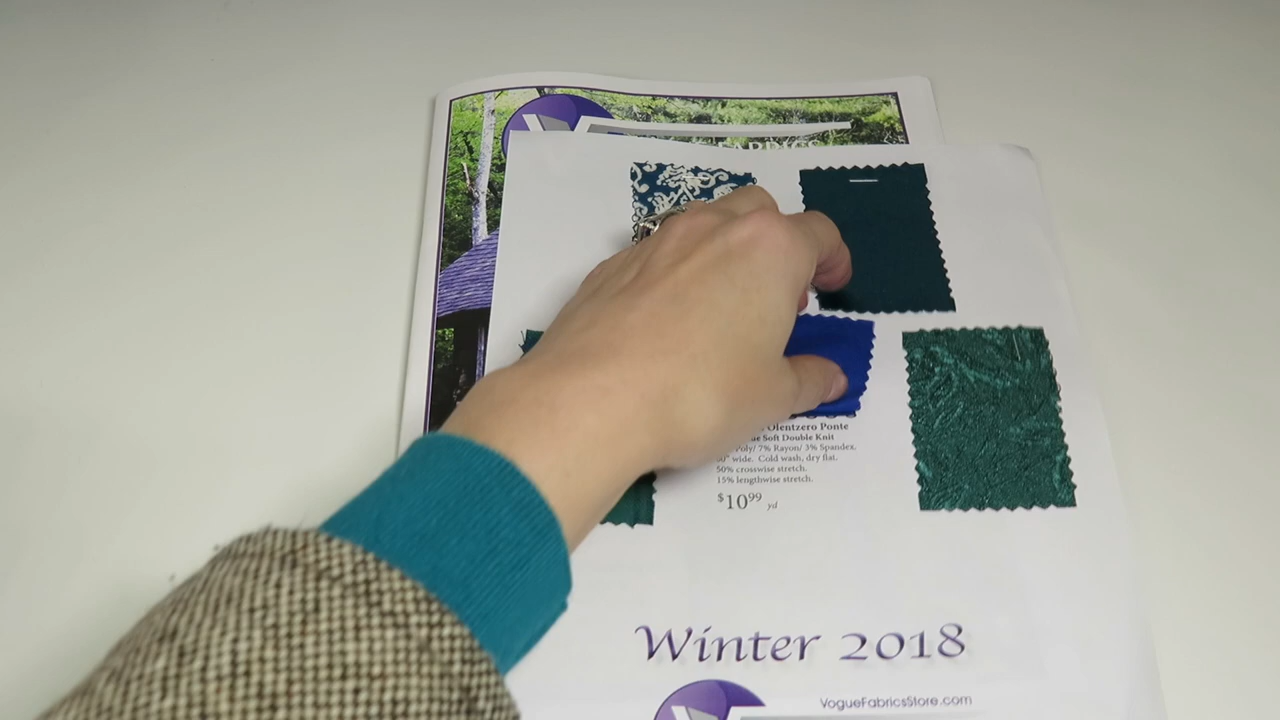 FABRICS
Olentzero Ponte
Soft Double Knit
Poly/ 7% Rayon/ 3% Spandex,
wide. Cold wash, dry flat.
50% crosswise stretch.
15% lengthwise stretch.
$10.99 yd
Winter 2018
VogueFabricsStore.com